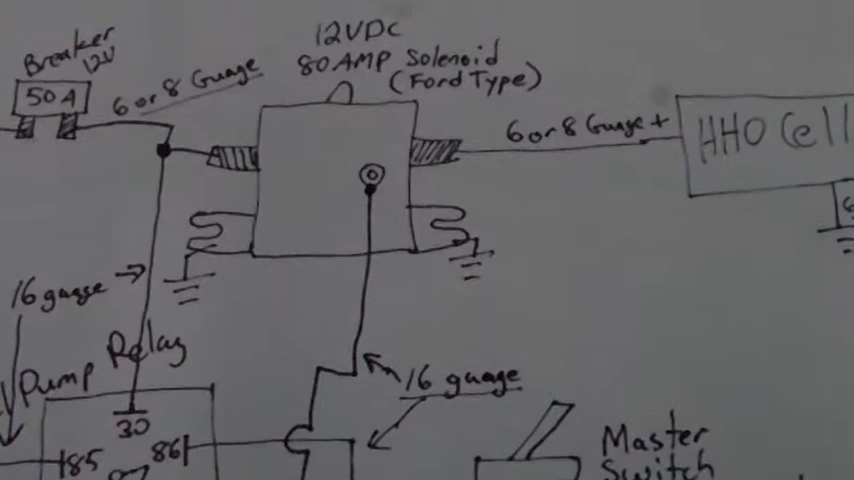 Breaker
12V
50A
6 or 8 Guage
12VDC
80AMP Solenoid
(Ford Type)
6 or 8 Guage +
HHO Cell
16 guage
Pump Relay
30
85
86
16 guage
Master
Switch